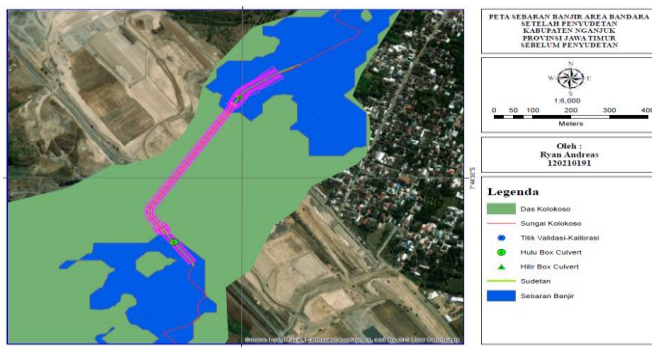 PETA SEBARAN BANJIR AREA BANDARA
SETELAH PENYUDETAN
KABUPATEN NGANJUK
PROVINSI JAWA TIMUR
SEBELUM PENYUDETAN
N
W E
S
1:6,000
0 50 100 200 300 400
Meters
Oleh :
Ryan Andreas
120210191
Legenda
Das Kolokoso
Sungai Kolokoso
Titik Validasi-Kalibrasi
Hulu Box Culvert
Hilir Box Culvert
Sudetan
Sebaran Banjir